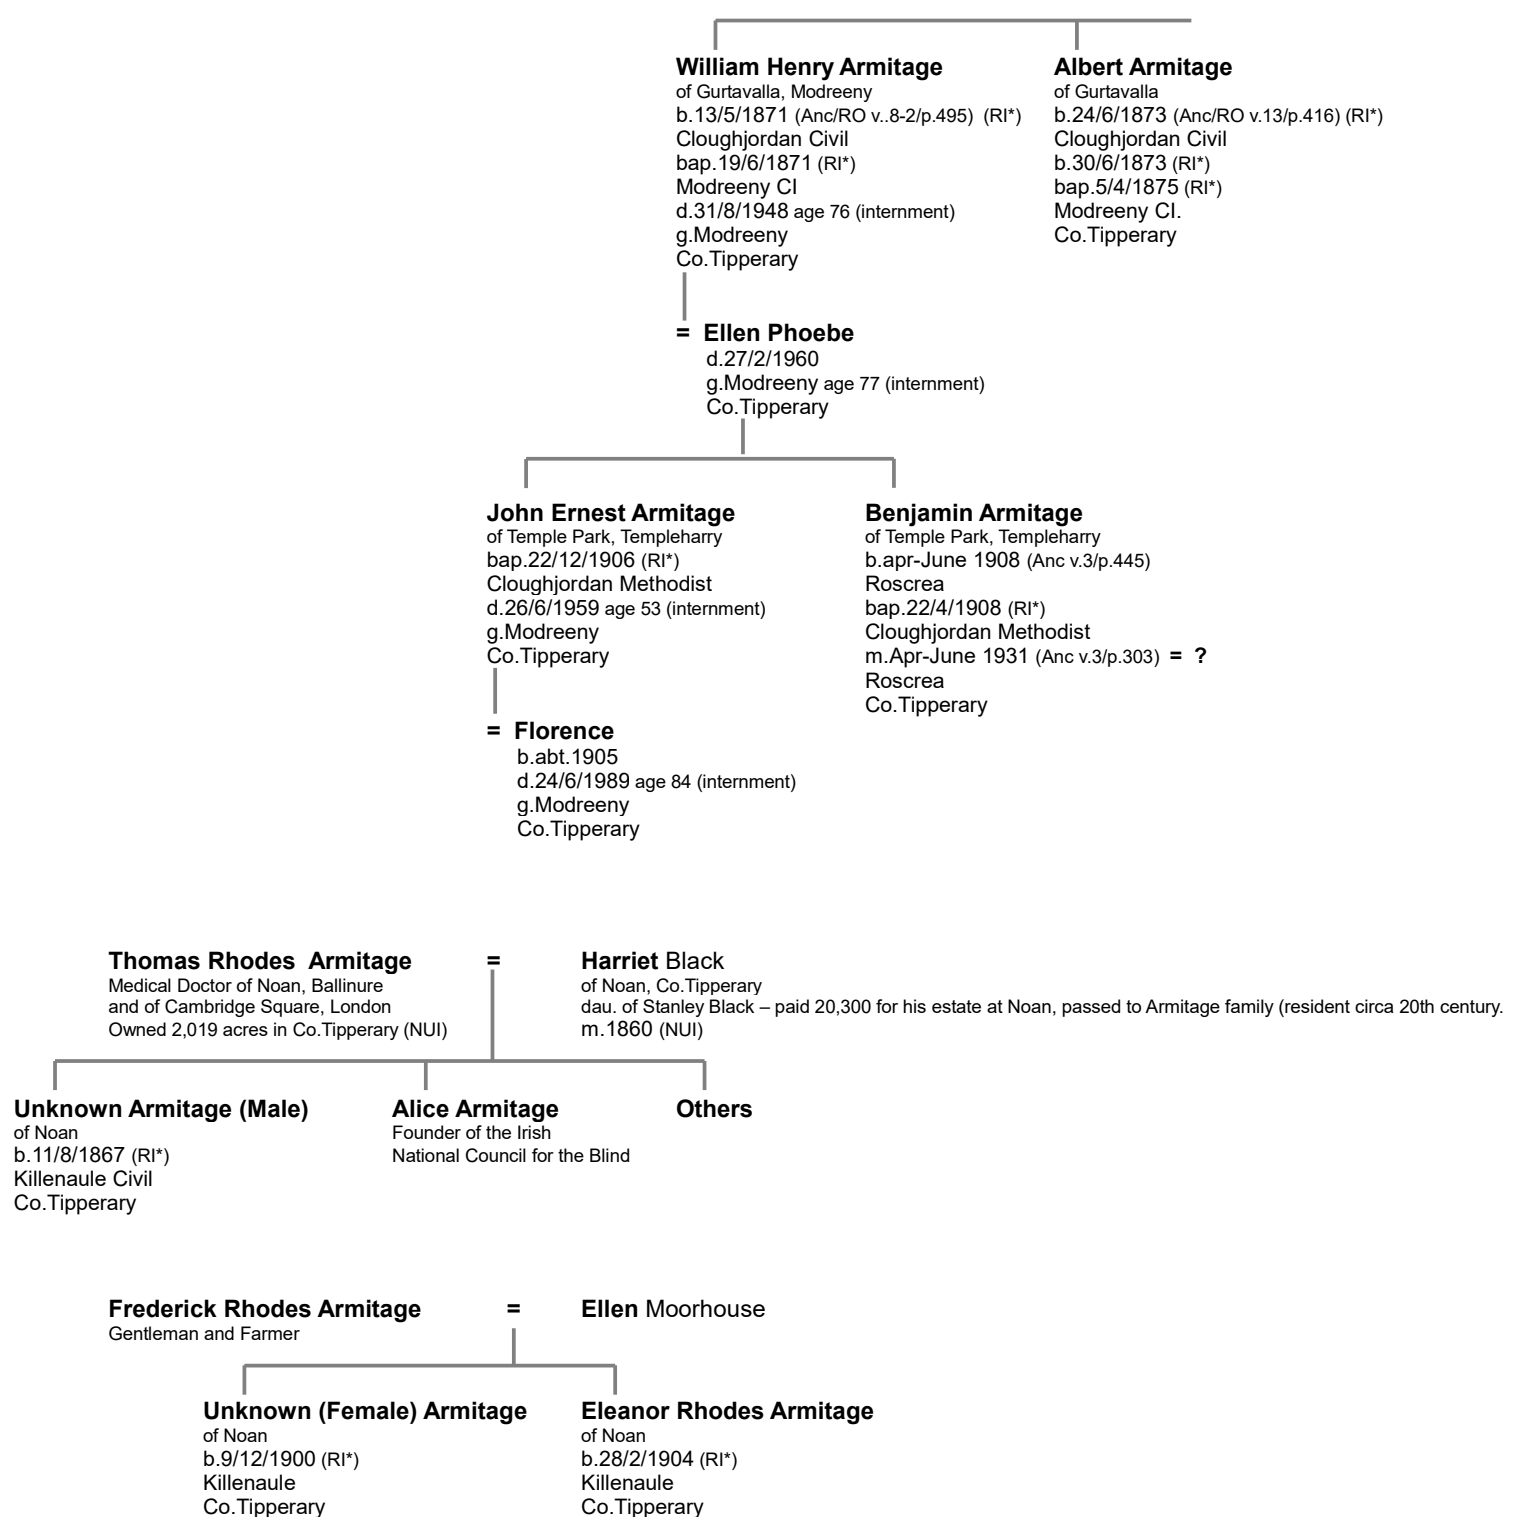 William Henry Armitage
of Gurtavalla, Modreeny
b.13/5/1871 (Anc/RO v..8-2/p.495) (RI*)
Cloughjordan Civil
bap.19/6/1871 (RI*)
Modreeny CI
d.31/8/1948 age 76 (internment)
g.Modreeny
Co.Tipperary
Albert Armitage
of Gurtavalla
b.24/6/1873 (Anc/RO v.13/p.416) (RI*)
Cloughjordan Civil
b.30/6/1873 (RI*)
bap.5/4/1875 (RI*)
Modreeny CI.
Co.Tipperary
= Ellen Phoebe
d.27/2/1960
g.Modreeny age 77 (internment)
Co.Tipperary
John Ernest Armitage
of Temple Park, Templeharry
bap.22/12/1906 (RI*)
Cloughjordan Methodist
d.26/6/1959 age 53 (internment)
g.Modreeny
Co.Tipperary
Benjamin Armitage
of Temple Park, Templeharry
b.apr-June 1908 (Anc v.3/p.445)
Roscrea
bap.22/4/1908 (RI*)
Cloughjordan Methodist
m.Apr-June 1931 (Anc v.3/p.303) = ?
Roscrea
Co.Tipperary
= Florence
b.abt.1905
d.24/6/1989 age 84 (internment)
g.Modreeny
Co.Tipperary
Thomas Rhodes Armitage =
Medical Doctor of Noan, Ballinure
and of Cambridge Square, London
Owned 2,019 acres in Co.Tipperary (NUI)
Harriet Black
of Noan, Co.Tipperary
dau. of Stanley Black – paid 20,300 for his estate at Noan, passed to Armitage family (resident circa 20th century.
m.1860 (NUI)
Unknown Armitage (Male)
of Noan
b.11/8/1867 (RI*)
Killenaule Civil
Co.Tipperary
Alice Armitage
Founder of the Irish
National Council for the Blind
Others
Frederick Rhodes Armitage =
Gentleman and Farmer
Ellen Moorhouse
Unknown (Female) Armitage
of Noan
b.9/12/1900 (RI*)
Killenaule
Co.Tipperary
Eleanor Rhodes Armitage
of Noan
b.28/2/1904 (RI*)
Killenaule
Co.Tipperary